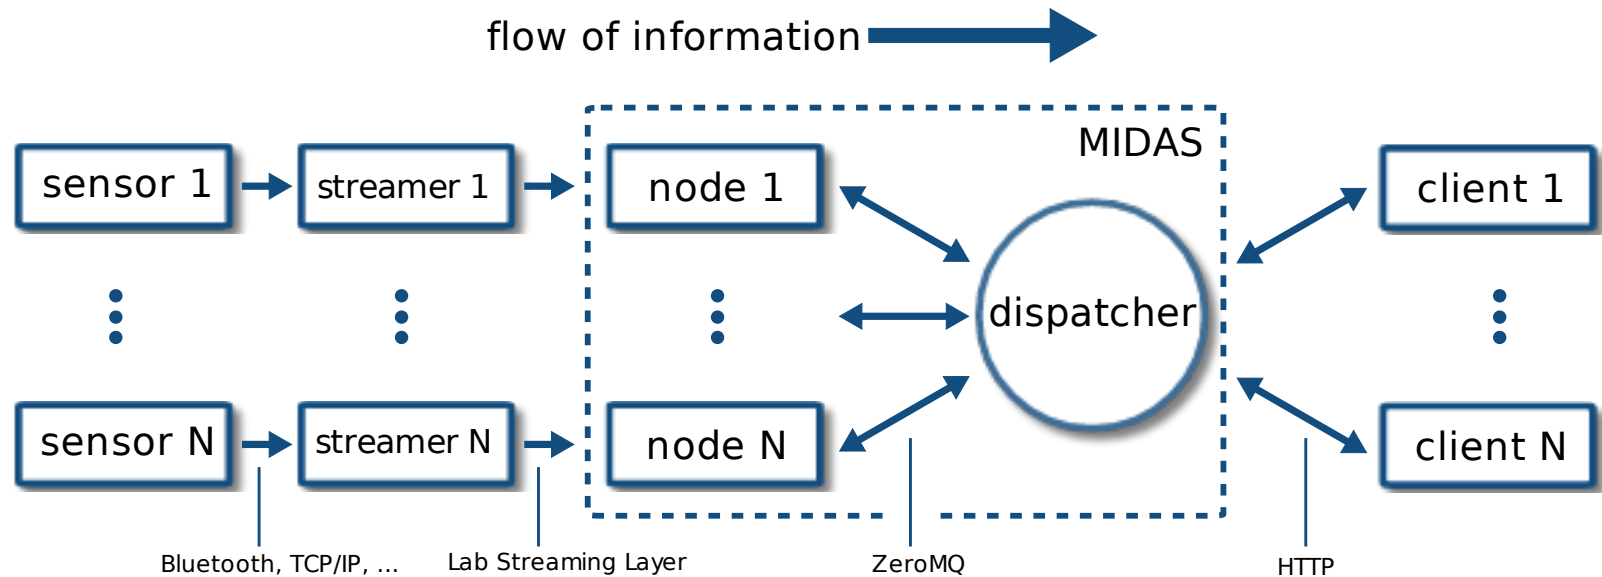 flow of information
MIDAS
sensor 1
streamer 1
node 1
client 1
dispatcher
sensor N
streamer N
node N
client N
Bluetooth, TCP/IP, ...
Lab Streaming Layer
ZeroMQ
HTTP